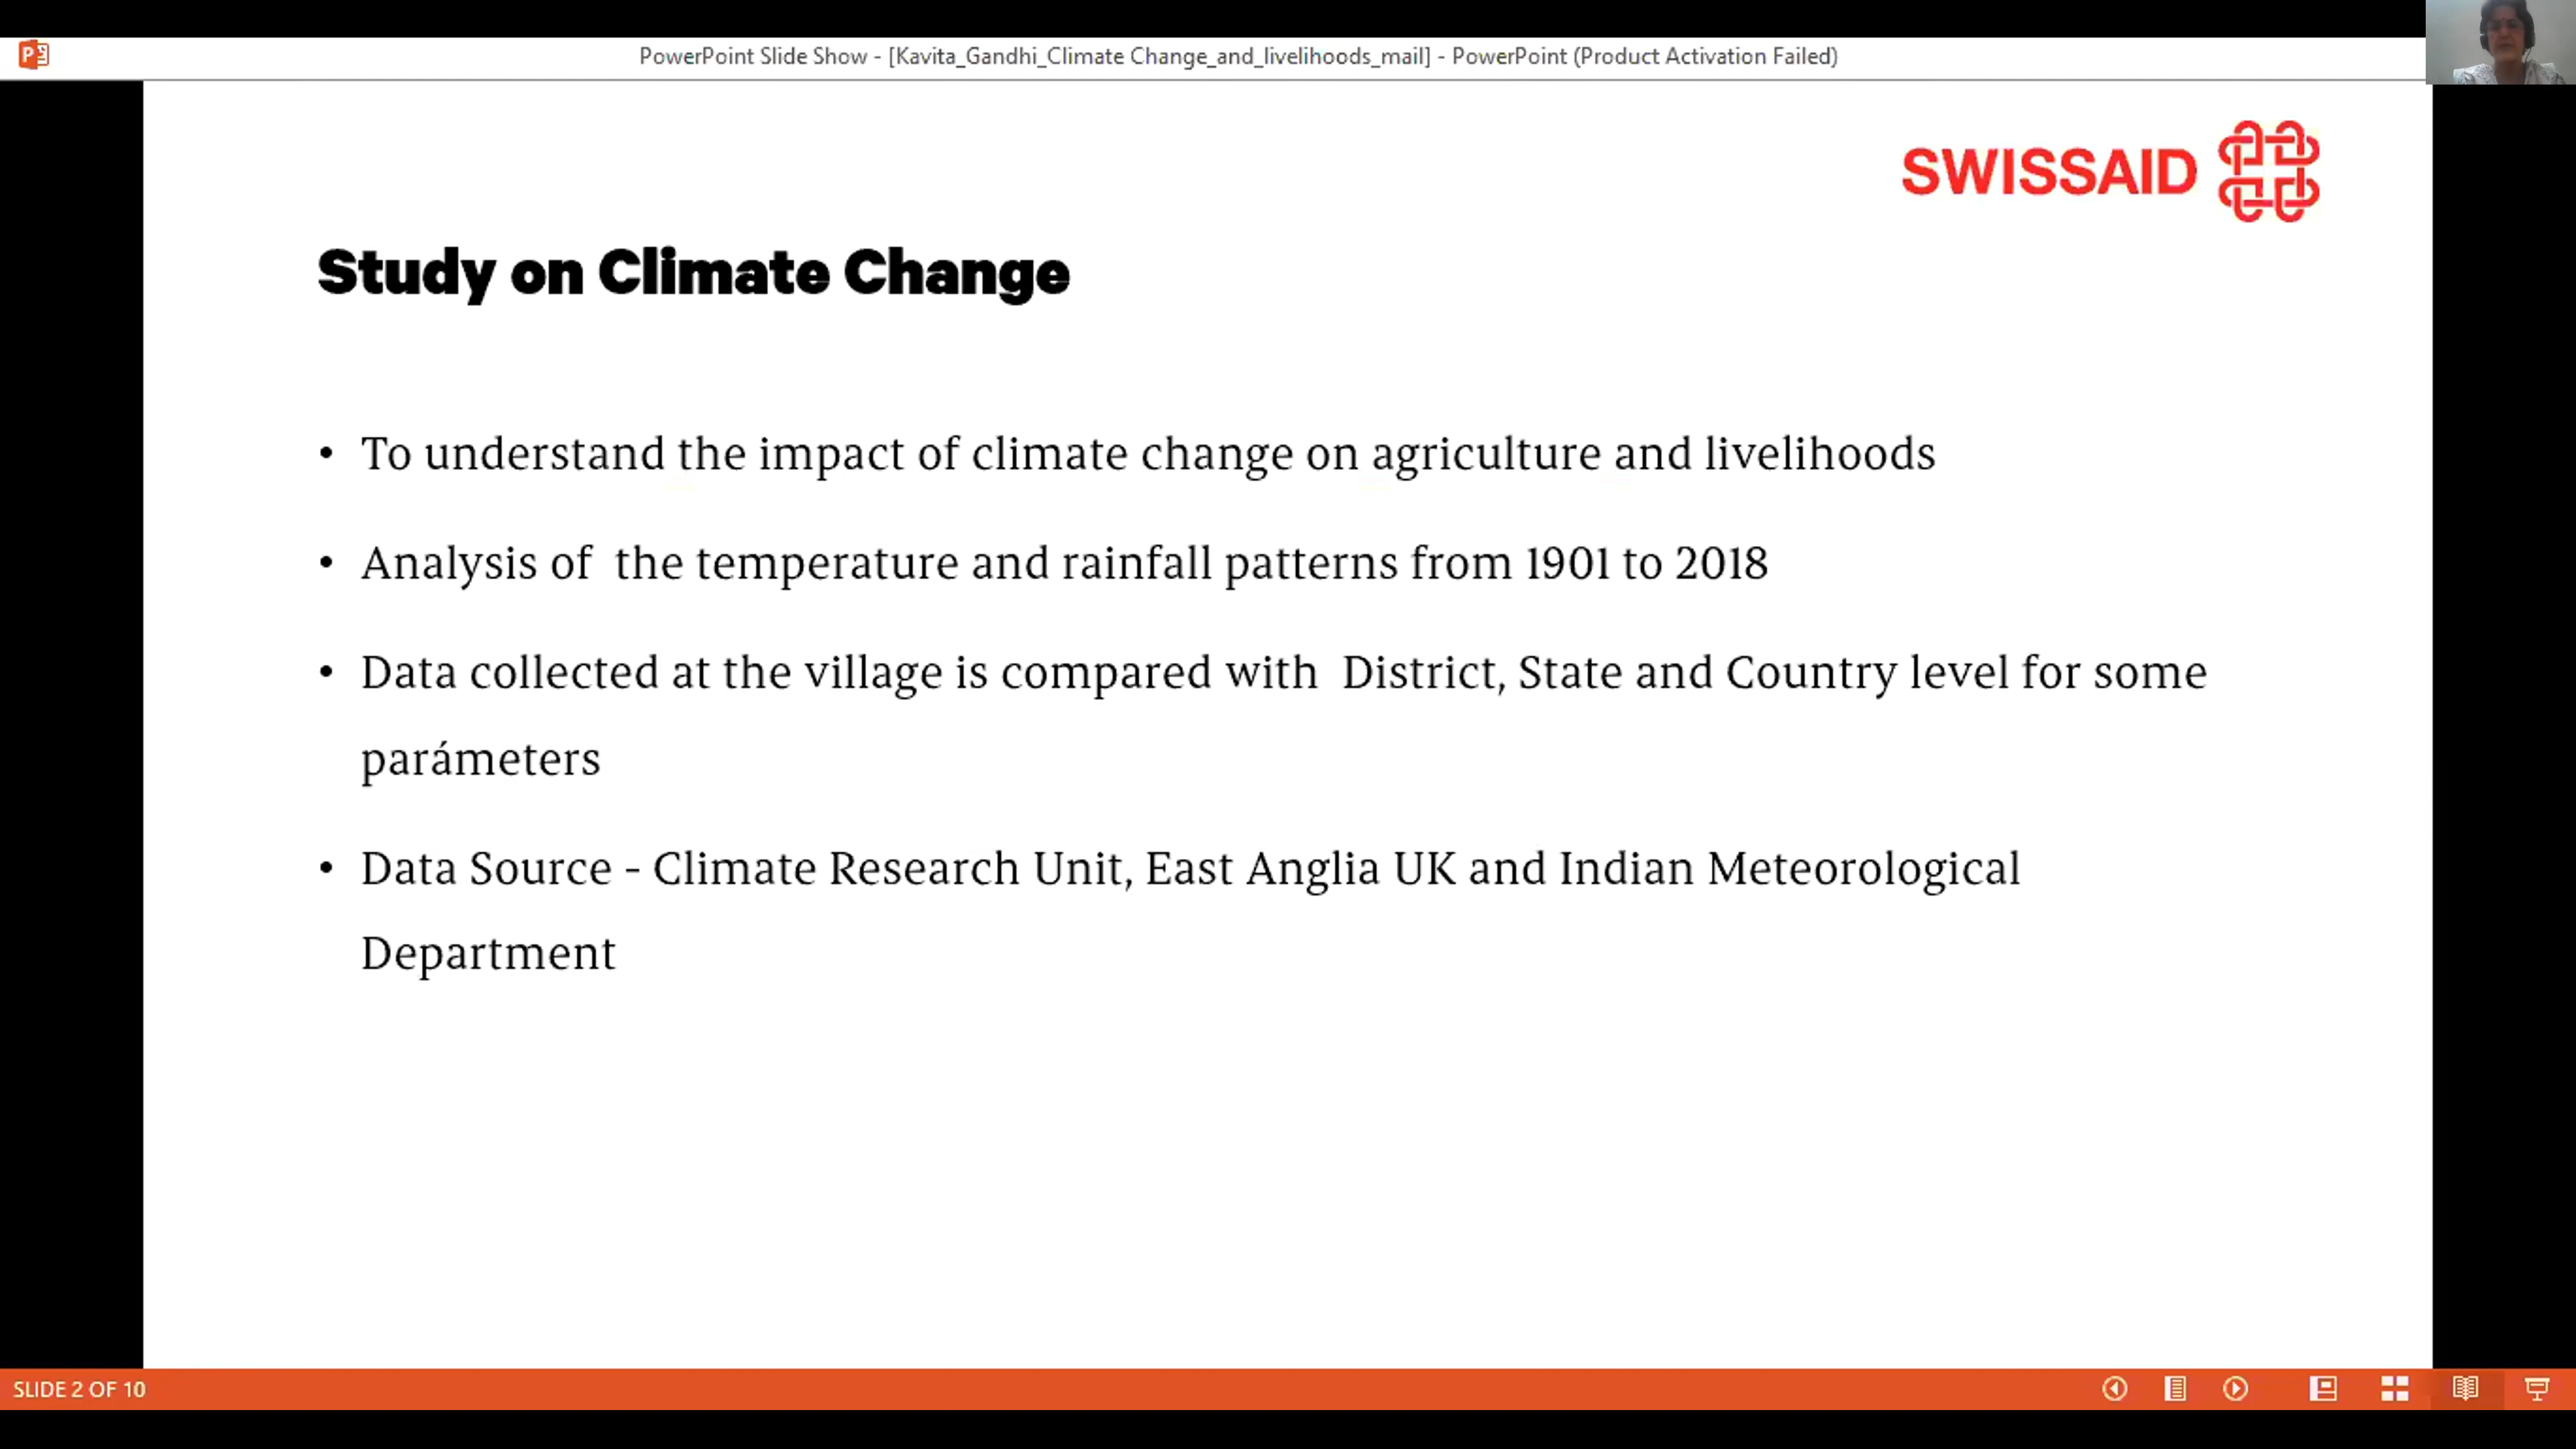 PowerPoint Slide Show - [Kavita_Gandhi_Climate Change_and_livelihoods_mail] - PowerPoint (Product Activation Failed)
SWISSAID
Study on Climate Change
• To understand the impact of climate change on agriculture and livelihoods
• Analysis of  the temperature and rainfall patterns from 1901 to 2018
• Data collected at the village is compared with  District, State and Country level for some
parámeters
• Data Source - Climate Research Unit, East Anglia UK and Indian Meteorological
Department
SLIDE 2 OF 10